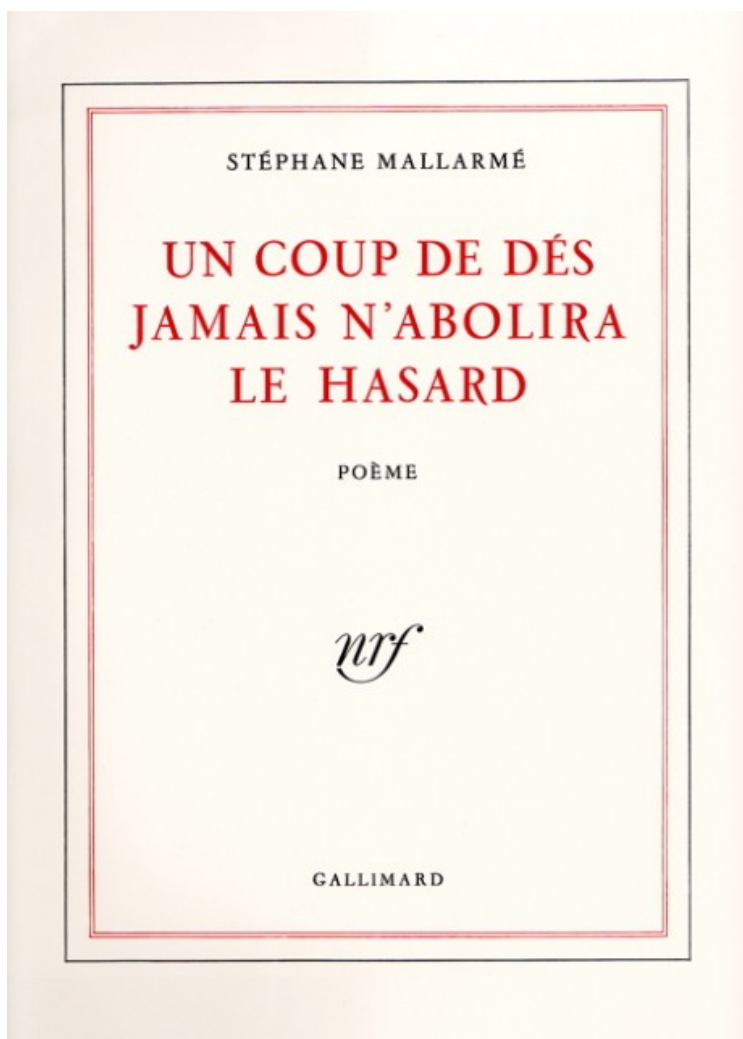 STÉPHANE MALLARMÉ
UN COUP DE DÉS
JAMAIS N'ABOLIRA
LE HASARD
POÈME
nrf
GALLIMARD